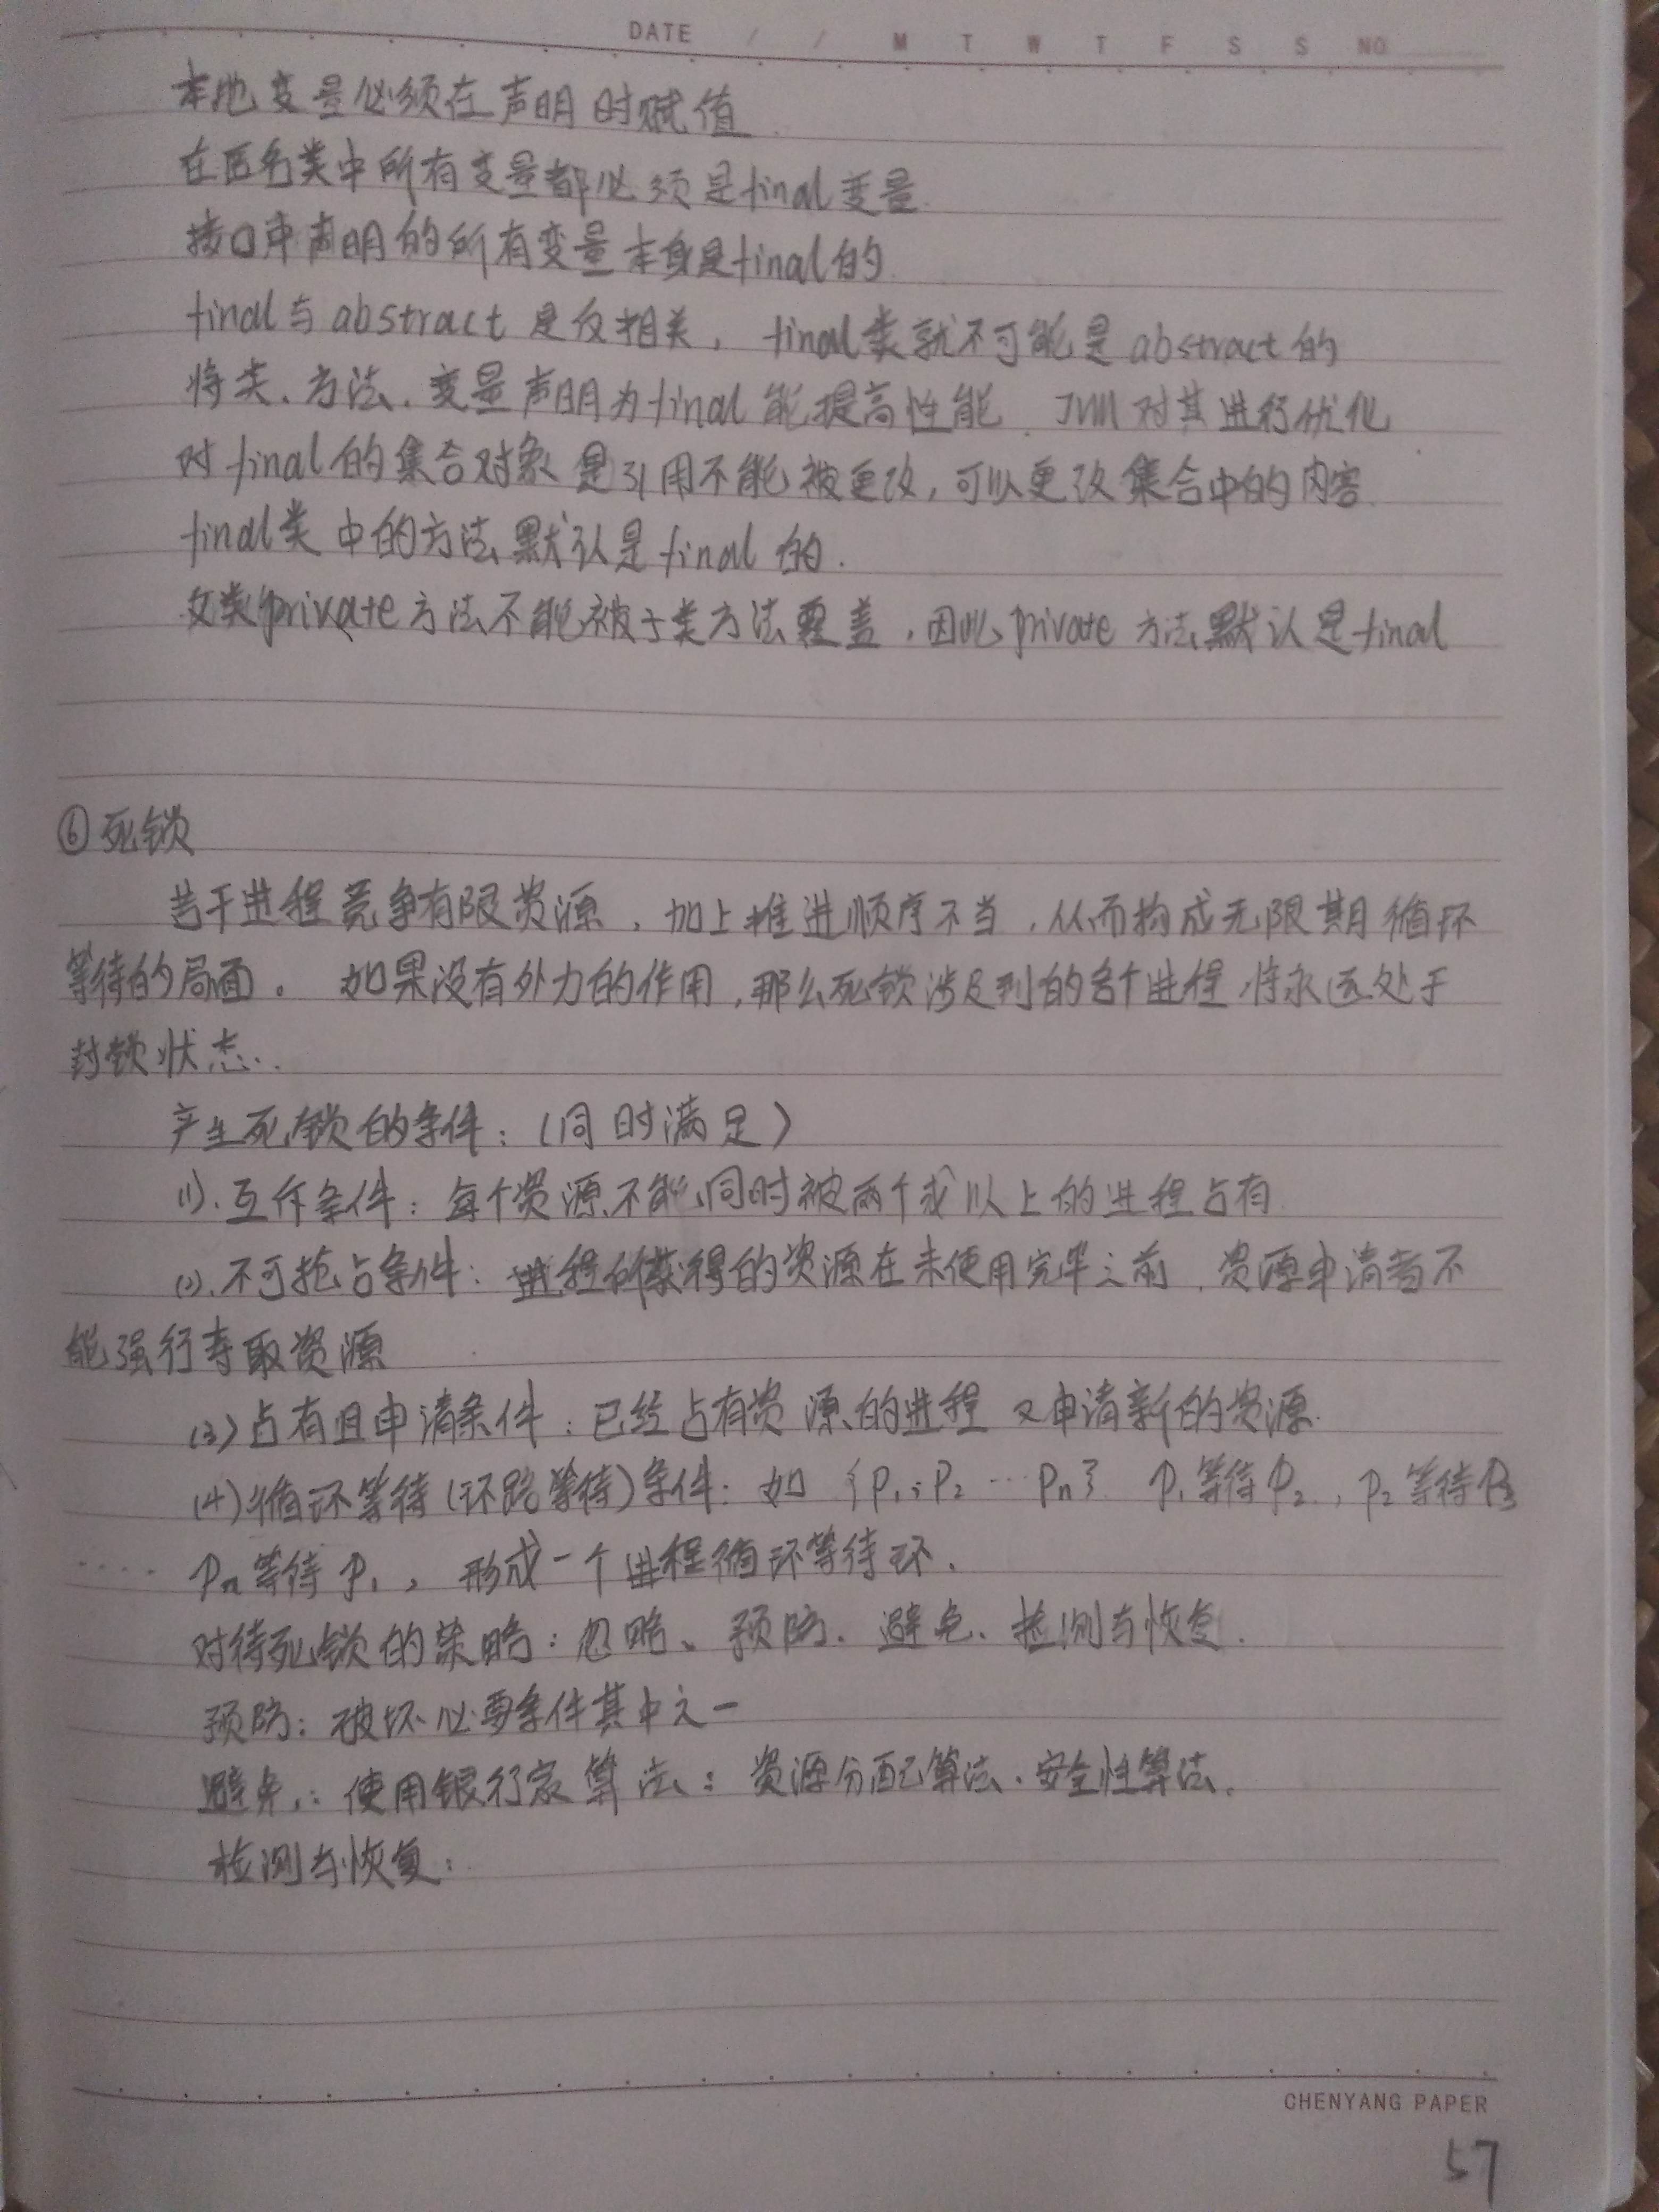 DATE / / M T W T F S S NO
本地变量必须在声明时赋值
在匿名类中所有变量都必须是final变量.
接口中声明的所有变量本身是final的
final与abstract是反相关, final类就不可能是abstract的
将类、方法、变量声明为final能提高性能. JVM对其进行优化
对final的集合对象是引用不能被更改,可以更改集合中的内容.
final类中的方法默认是final的.
父类private方法不能被子类方法覆盖,因此private方法默认是final
⑥死锁
若干进程竞争有限资源,加上推进顺序不当,从而构成无限期循环
等待的局面。如果没有外力的作用,那么死锁涉及到的各个进程将永远处于
封锁状态.
产生死锁的条件:(同时满足)
(1).互斥条件:每个资源不能同时被两个或以上的进程占有
(2).不可抢占条件:进程所获得的资源在未使用完毕之前,资源申请者不
能强行夺取资源
(3)占有且申请条件:已经占有资源的进程又申请新的资源.
(4)循环等待(环路等待)条件:如{P1,P2…Pn} P1等待P2,P2等待P3
….Pn等待P1,形成一个进程循环等待环.
对待死锁的策略:忽略、预防、避免、检测与恢复.
预防:破坏必要条件其中之一
避免:使用银行家算法:资源分配算法、安全性算法.
检测与恢复:
CHENYANG PAPER
57